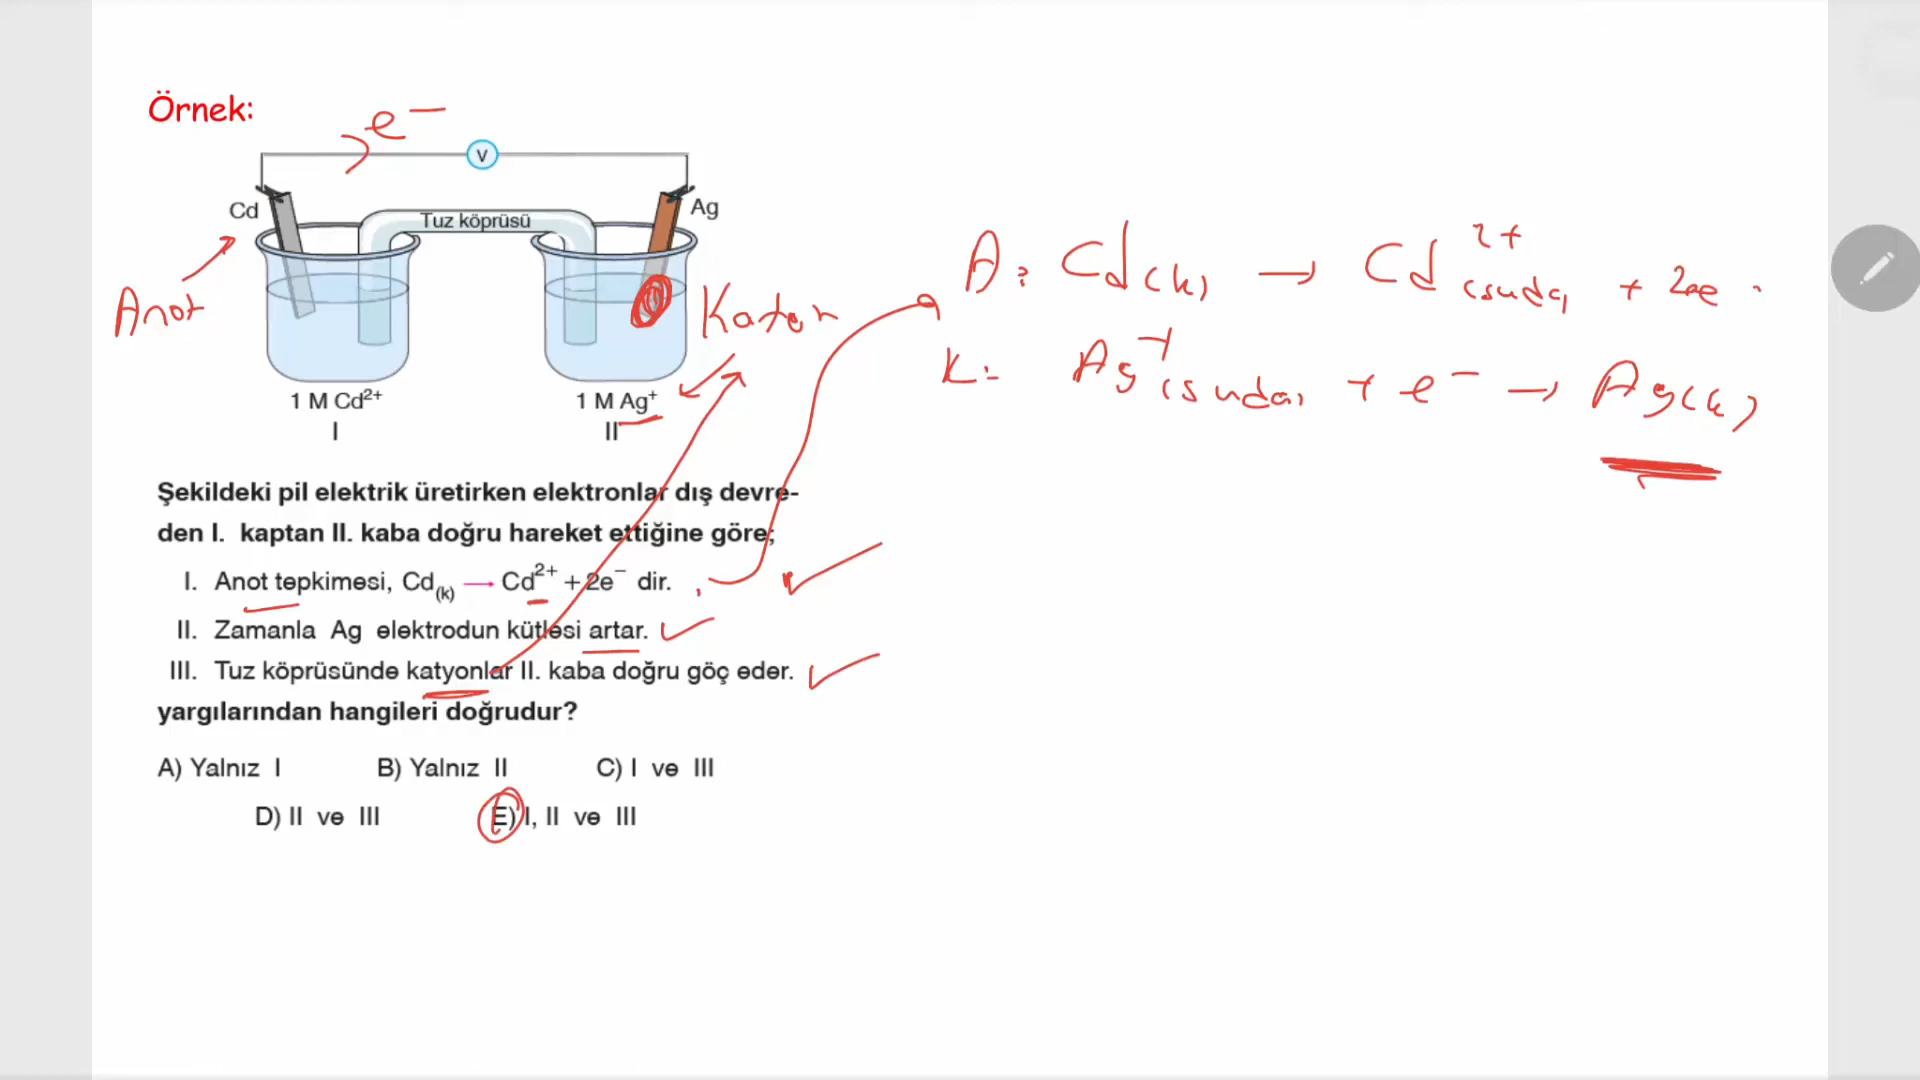 Örnek:
e⁻
V
Cd
Ag
Tuz köprüsü
Anot
Katot
1 M Cd²⁺
1 M Ag⁺
I
II
A: Cd(k) → Cd²⁺(suda) + 2e⁻
K: Ag⁺(suda) + e⁻ → Ag(k)
Şekildeki pil elektrik üretirken elektronlar dış devre-
den I. kaptan II. kaba doğru hareket ettiğine göre;
I. Anot tepkimesi, Cd(k) → Cd²⁺ + 2e⁻ dir.
II. Zamanla Ag elektrodun kütlesi artar.
III. Tuz köprüsünde katyonlar II. kaba doğru göç eder.
yargılarından hangileri doğrudur?
A) Yalnız I B) Yalnız II C) I ve III
D) II ve III E) I, II ve III